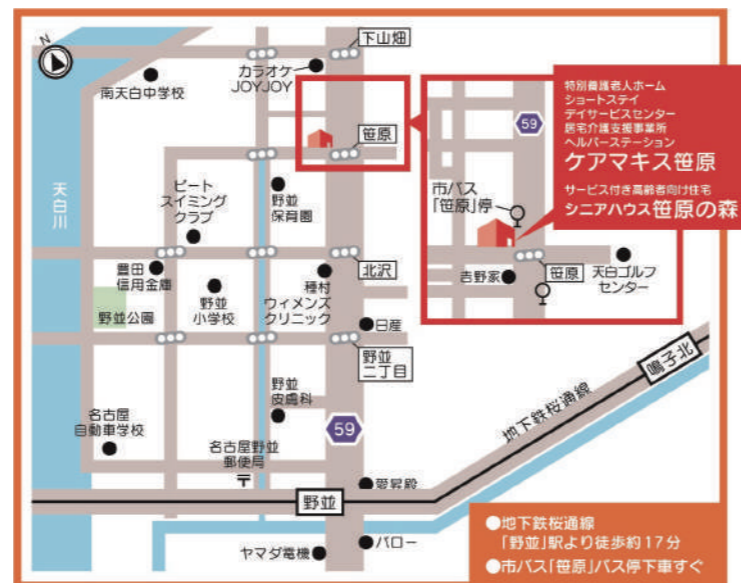 N
下山畑
カラオケ
JOYJOY
南天白中学校
笹原
特別養護老人ホーム
ショートステイ
デイサービスセンター
居宅介護支援事業所
ヘルパーステーション
ケアマキス笹原
サービス付き高齢者向け住宅
シニアハウス笹原の森
59
市バス
「笹原」停
笹原
吉野家
天白ゴルフ
センター
天白川
ビート
スイミング
クラブ
野並
保育園
北沢
豊田
信用金庫
野並
小学校
種村
ウィメンズ
クリニック
野並公園
日産
野並
二丁目
鳴子北
地下鉄桜通線
名古屋
自動車学校
野並
皮膚科
59
名古屋野並
郵便局
〒
愛昇殿
野並
ヤマダ電機
バロー
●地下鉄桜通線
「野並」駅より徒歩約17分
●市バス「笹原」バス停下車すぐ